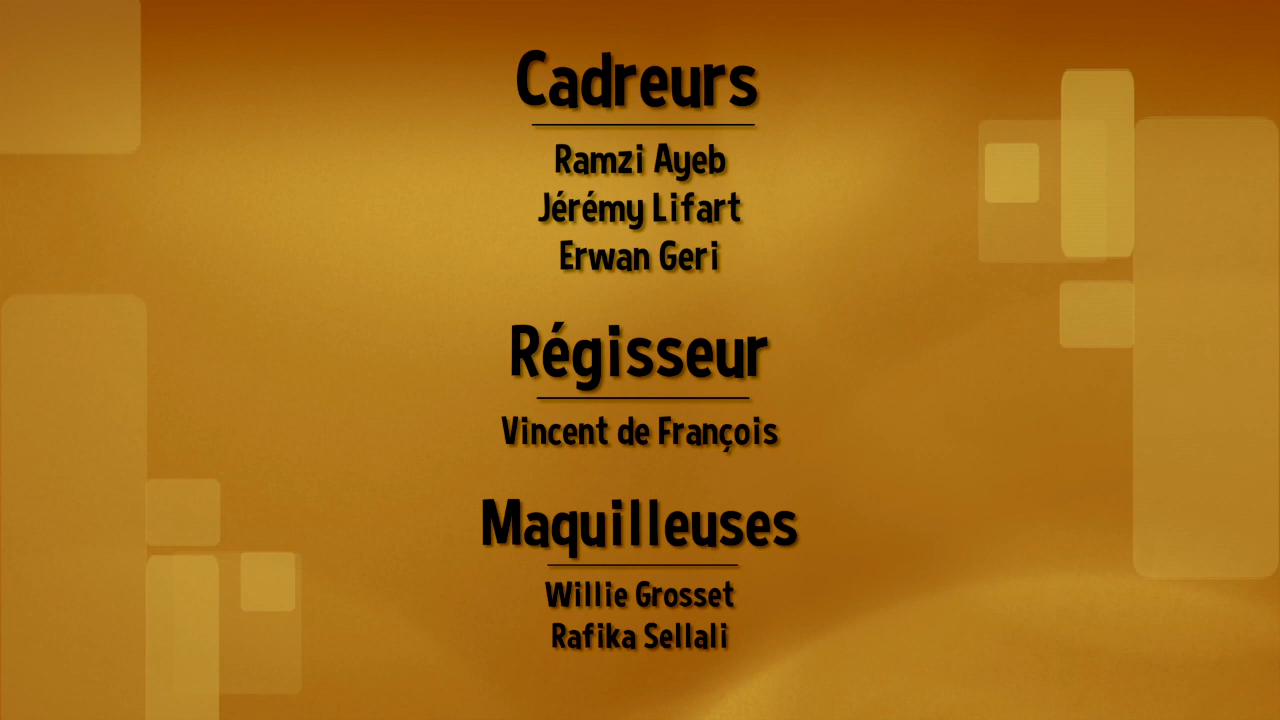 Cadreurs
Ramzi Ayeb
Jérémy Lifart
Erwan Geri
Régisseur
Vincent de François
Maquilleuses
Willie Grosset
Rafika Sellali